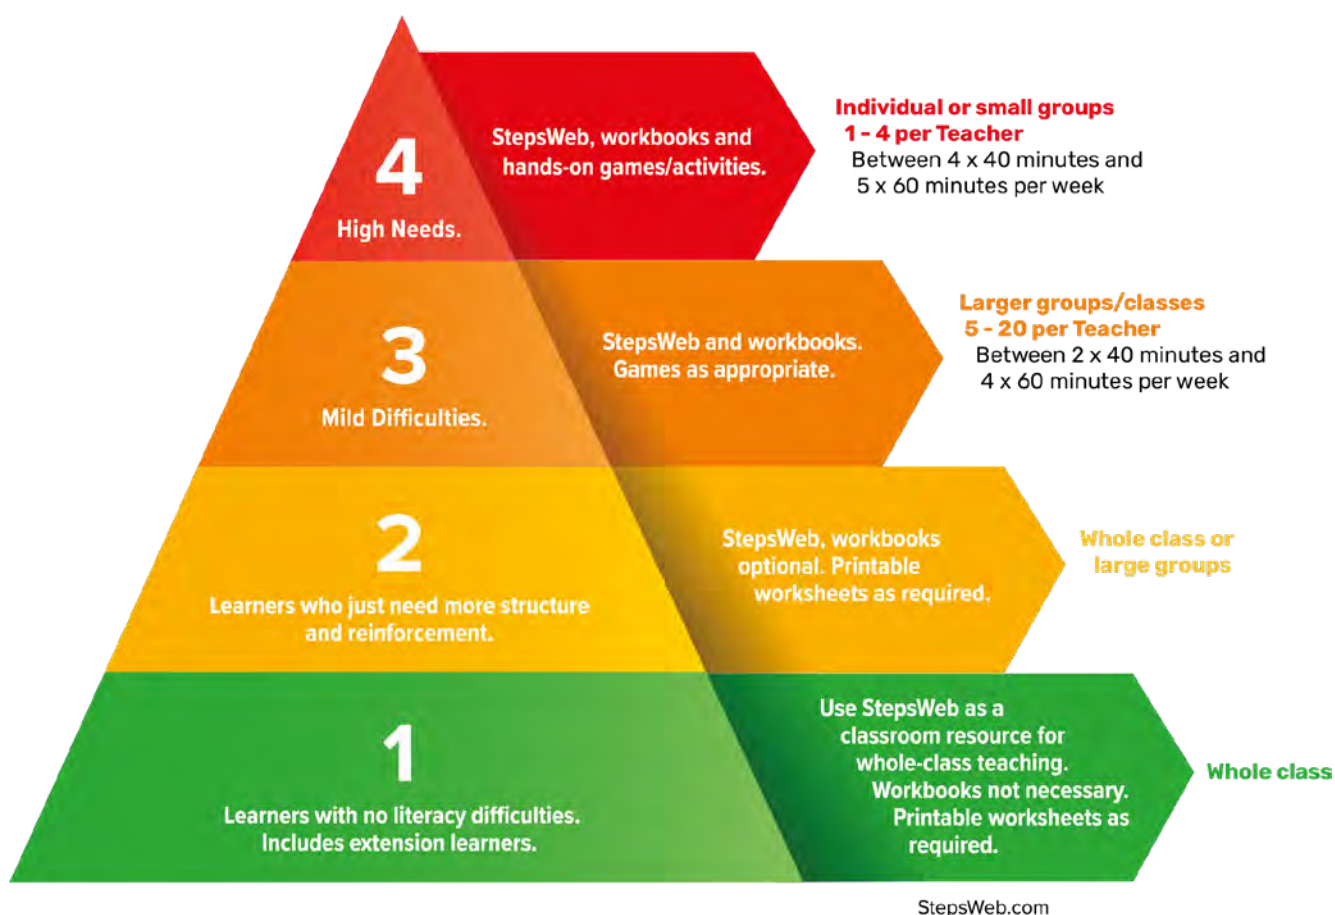 4
High Needs.
StepsWeb, workbooks and
hands-on games/activities.
Individual or small groups
1 - 4 per Teacher
Between 4 x 40 minutes and
5 x 60 minutes per week
3
Mild Difficulties.
StepsWeb and workbooks.
Games as appropriate.
Larger groups/classes
5 - 20 per Teacher
Between 2 x 40 minutes and
4 x 60 minutes per week
2
Learners who just need more structure
and reinforcement.
StepsWeb, workbooks
optional. Printable
worksheets as required.
Whole class or
large groups
1
Learners with no literacy difficulties.
Includes extension learners.
Use StepsWeb as a
classroom resource for
whole-class teaching.
Workbooks not necessary.
Printable worksheets as
required.
Whole class
StepsWeb.com